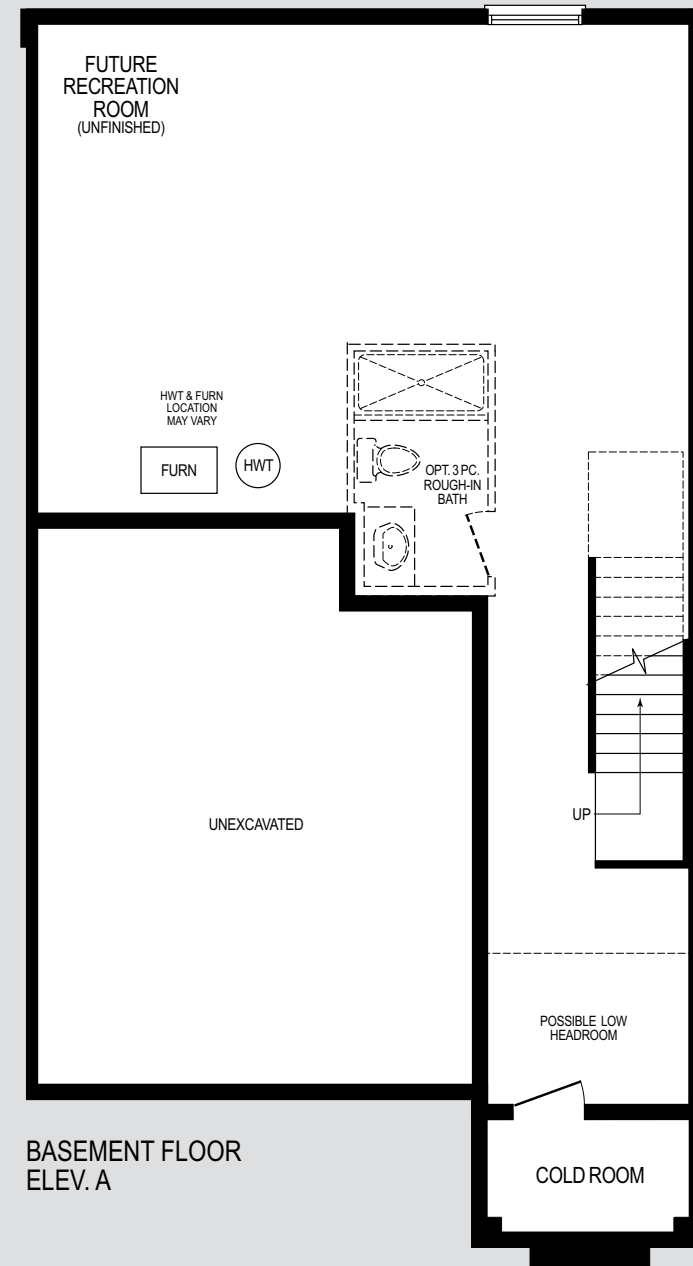 FUTURE
RECREATION
ROOM
(UNFINISHED)
HWT & FURN
LOCATION
MAY VARY
FURN
HWT
OPT. 3 PC.
ROUGH-IN
BATH
UNEXCAVATED
UP
POSSIBLE LOW
HEADROOM
COLD ROOM
BASEMENT FLOOR
ELEV. A